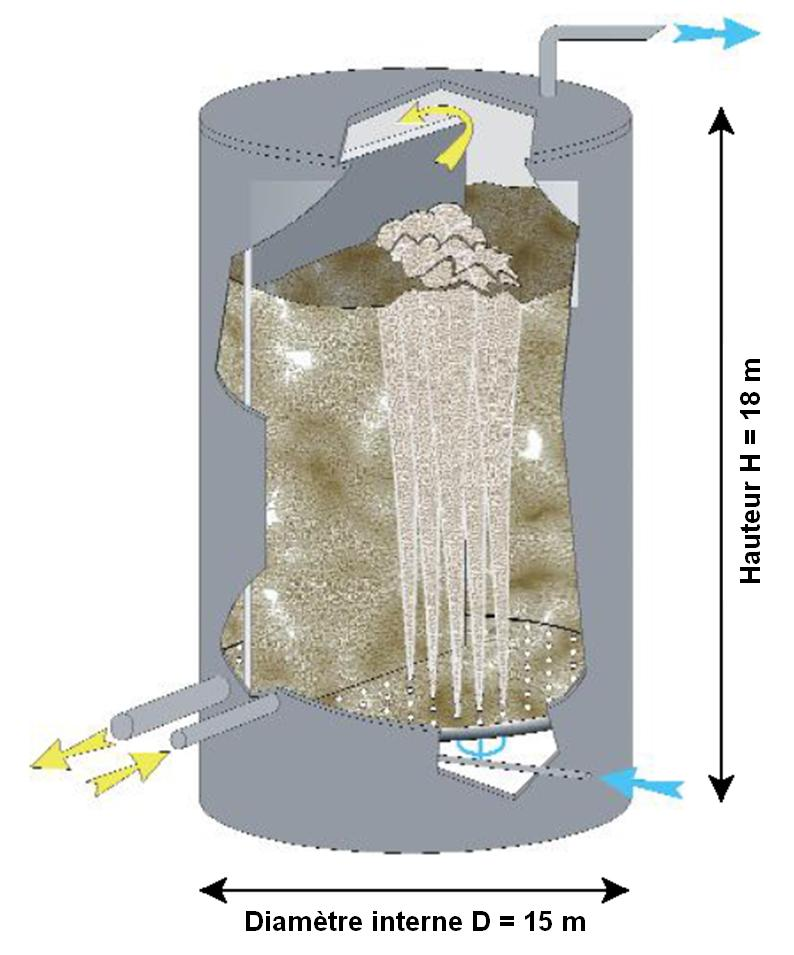 Hauteur H = 18 m
Diamètre interne D = 15 m